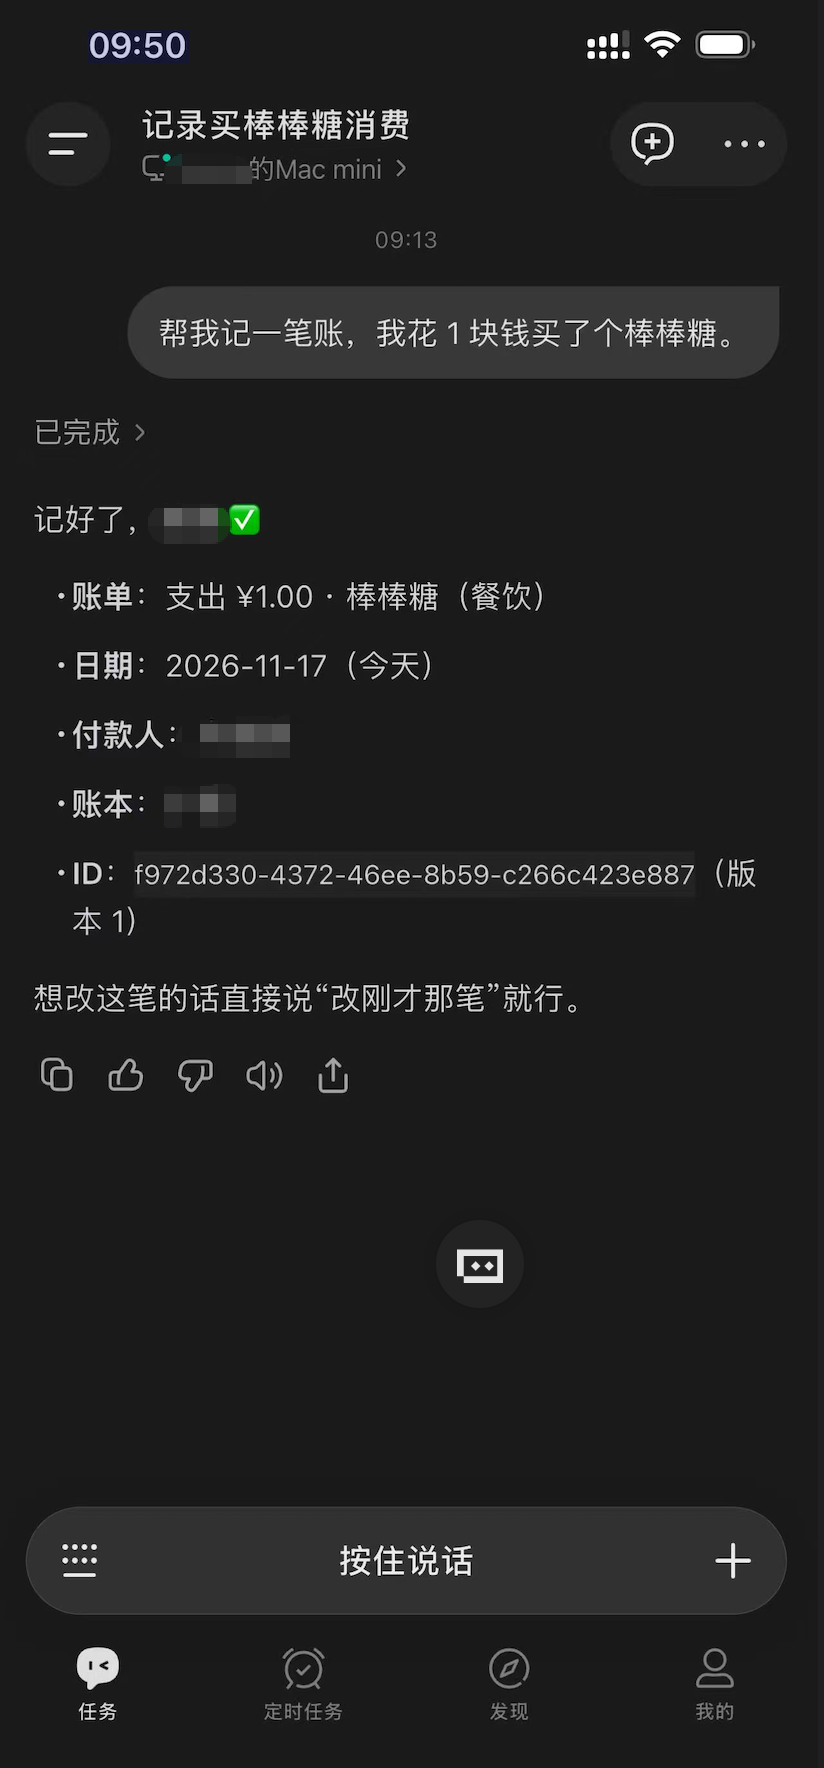 09:50
记录买棒棒糖消费
的Mac mini
09:13
帮我记一笔账，我花 1 块钱买了个棒棒糖。
已完成
记好了，
·账单：支出 ¥1.00 · 棒棒糖（餐饮）
·日期：2026-11-17（今天）
·付款人：
·账本：
·ID：f972d330-4372-46ee-8b59-c266c423e887（版
本 1）
想改这笔的话直接说“改刚才那笔”就行。
按住说话
任务
定时任务
发现
我的